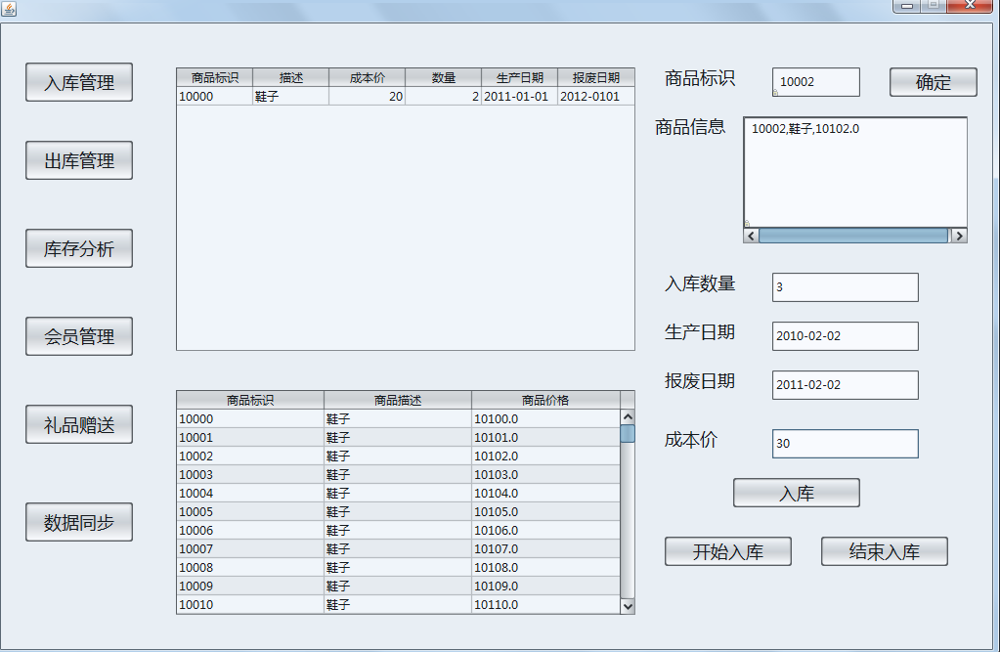 入库管理
出库管理
库存分析
会员管理
礼品赠送
数据同步
商品标识 描述 成本价 数量 生产日期 报废日期
10000 鞋子 20 2 2011-01-01 2012-0101
商品标识 商品描述 商品价格
10000 鞋子 10100.0
10001 鞋子 10101.0
10002 鞋子 10102.0
10003 鞋子 10103.0
10004 鞋子 10104.0
10005 鞋子 10105.0
10006 鞋子 10106.0
10007 鞋子 10107.0
10008 鞋子 10108.0
10009 鞋子 10109.0
10010 鞋子 10110.0
商品标识 10002 确定
商品信息 10002,鞋子,10102.0
入库数量 3
生产日期 2010-02-02
报废日期 2011-02-02
成本价 30
入库
开始入库 结束入库